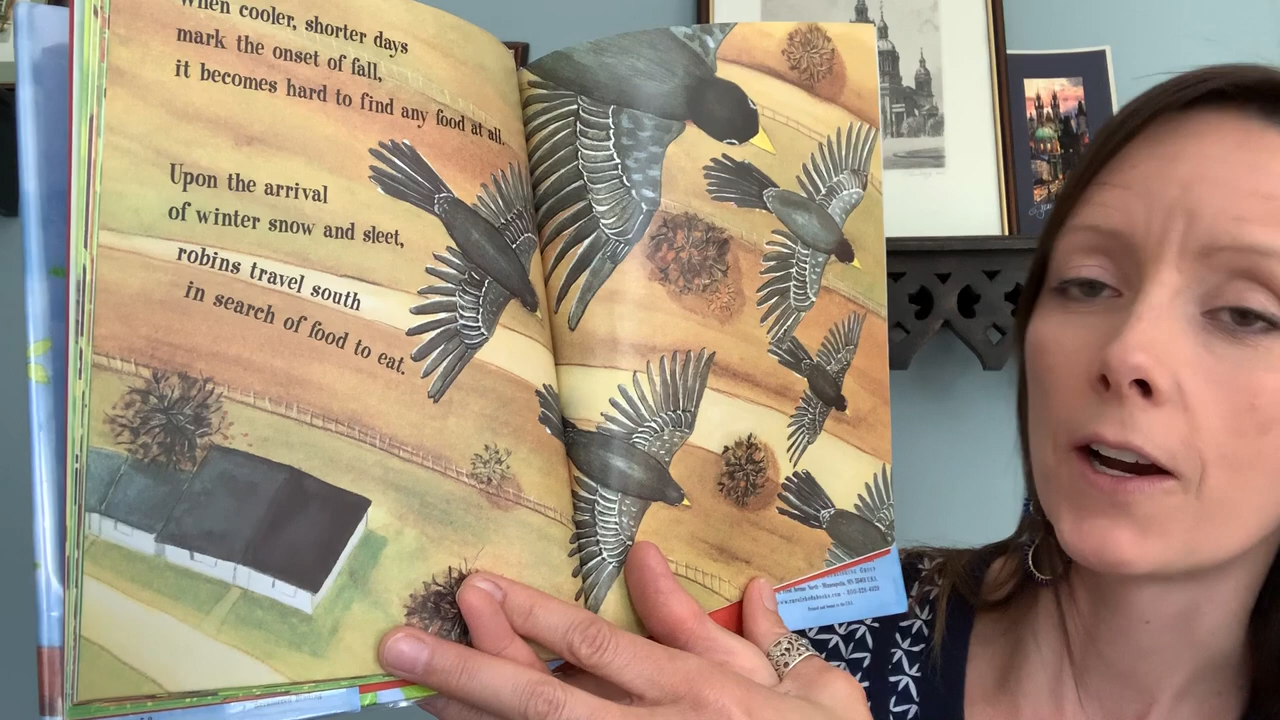 When cooler, shorter days
mark the onset of fall,
it becomes hard to find any food at all.
Upon the arrival
of winter snow and sleet,
robins travel south
in search of food to eat.